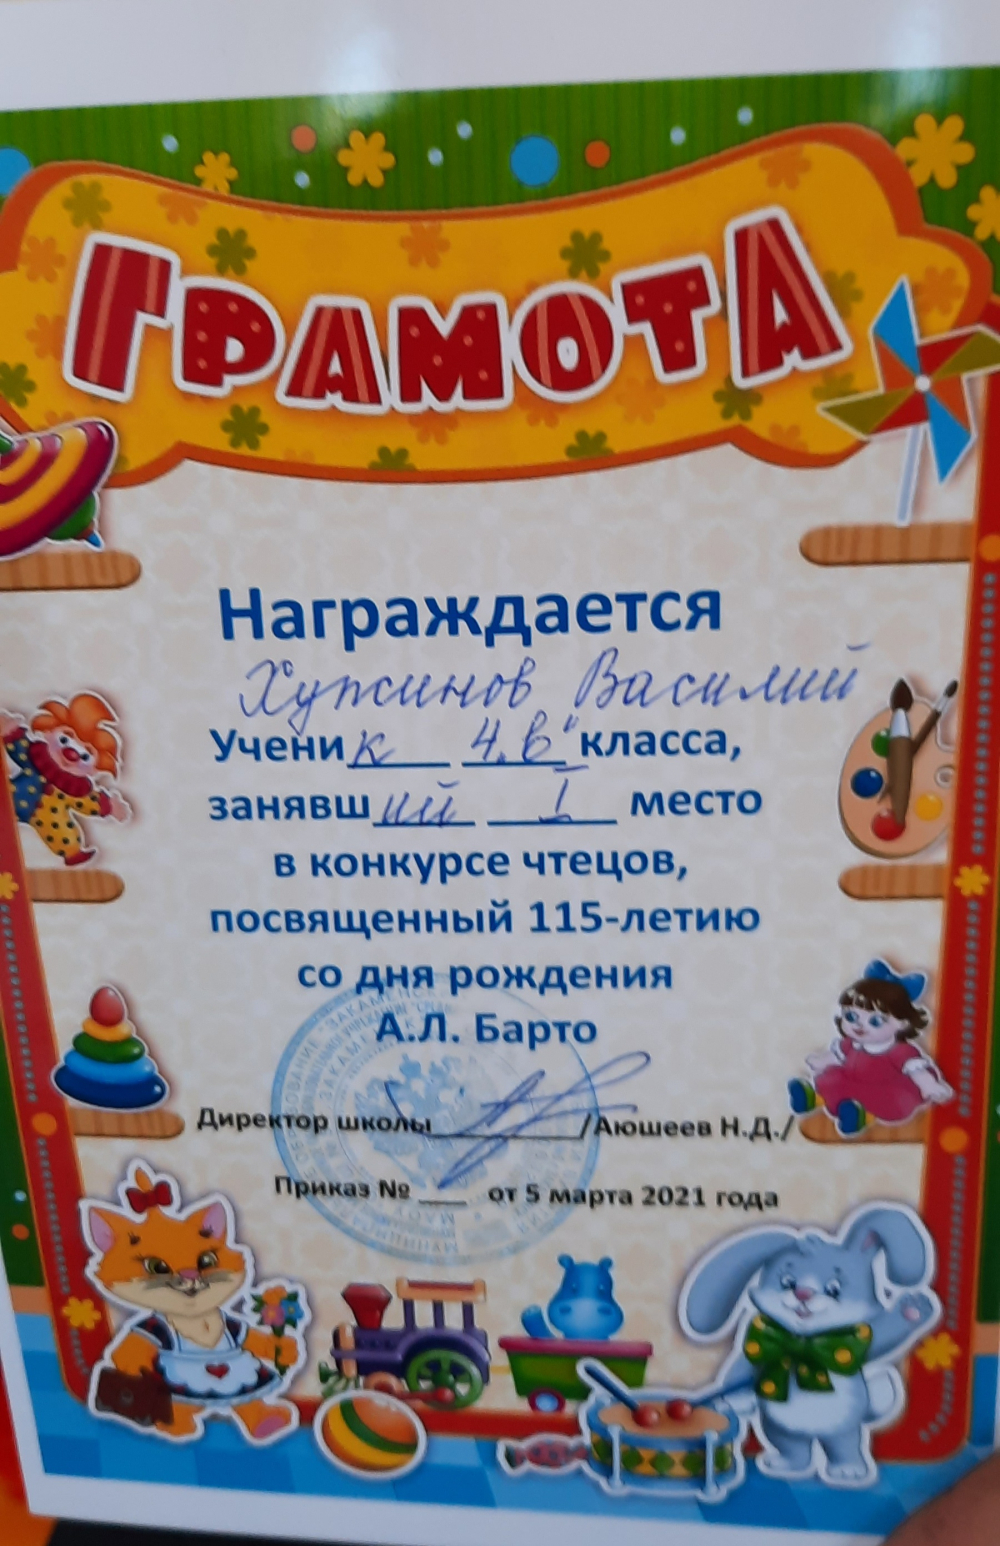 ГРАМОТА
Награждается
Хупсинов Василий
Ученик 4 "в" класса,
занявший I место
в конкурсе чтецов,
посвященный 115-летию
со дня рождения
А.Л. Барто
Директор школы /Аюшеев Н.Д./
Приказ № ___ от 5 марта 2021 года